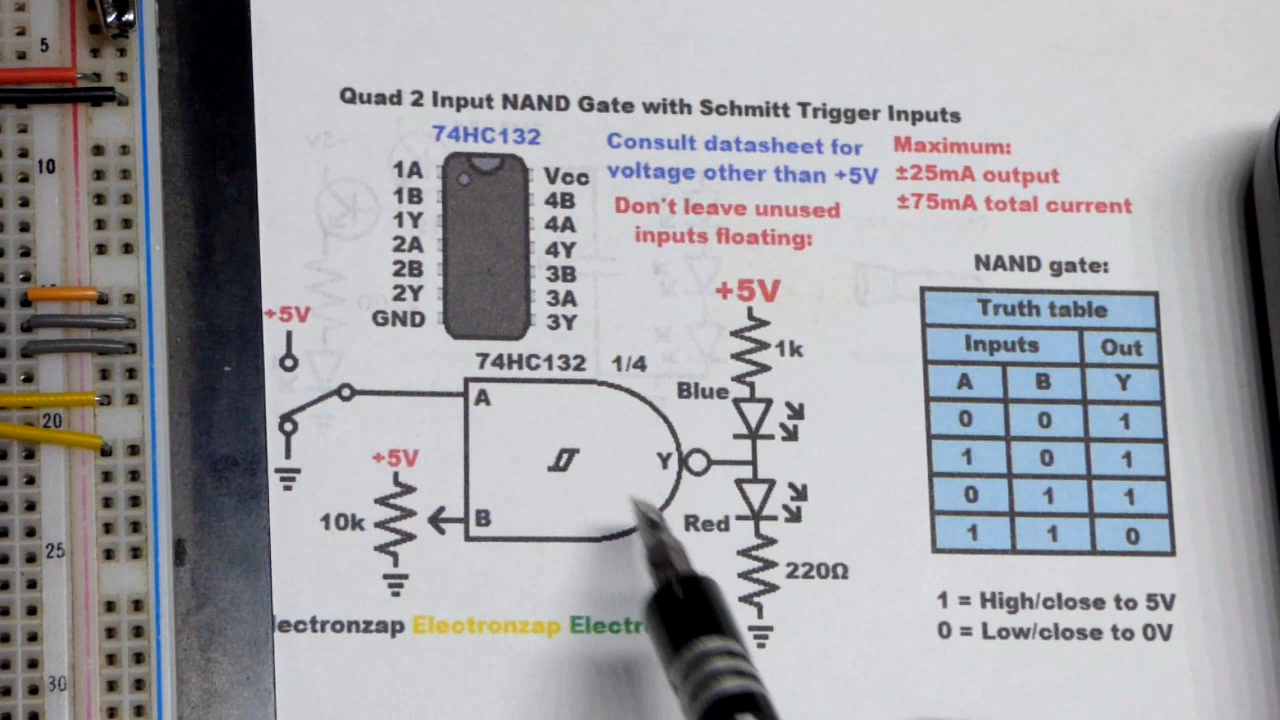 Quad 2 Input NAND Gate with Schmitt Trigger Inputs
74HC132
1A
1B
1Y
2A
2B
2Y
GND
Vcc
4B
4A
4Y
3B
3A
3Y
Consult datasheet for
voltage other than +5V
Don't leave unused
inputs floating:
Maximum:
±25mA output
±75mA total current
+5V
74HC132 1/4
A
B
Y
+5V
10k
+5V
1k
Blue
Red
220Ω
NAND gate:
Truth table
Inputs Out
A B Y
0 0 1
1 0 1
0 1 1
1 1 0
1 = High/close to 5V
0 = Low/close to 0V
lectronzap Electronzap Electr
5
10
20
25
30